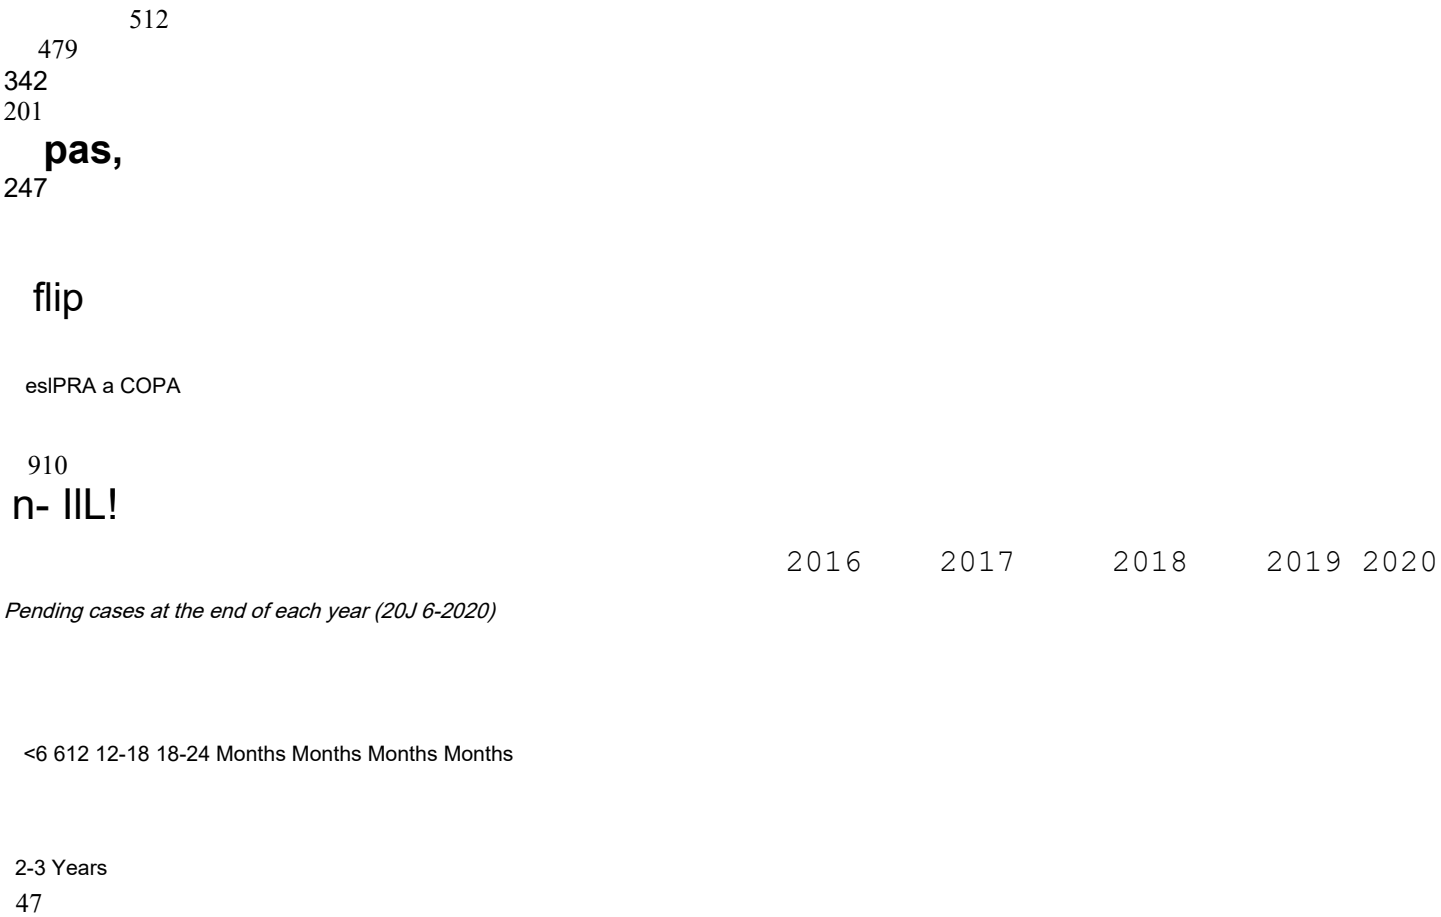 512
479
342
201
pas,
247
flip
eslPRA a COPA
910
n- llL!
2016 2017 2018 2019 2020
Pending cases at the end of each year (20J 6-2020)
<6 612 12-18 18-24 Months Months Months Months
2-3 Years
47